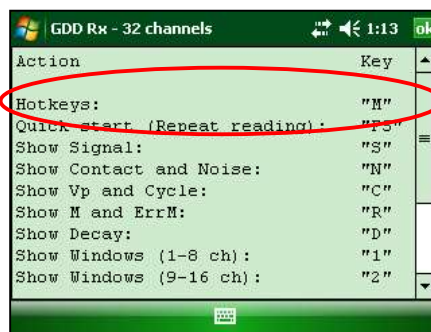 GDD Rx - 32 channels 1:13 ok
Action Key
Hotkeys: "M"
Quick start (Repeat reading): "F3"
Show Signal: "S"
Show Contact and Noise: "N"
Show Vp and Cycle: "C"
Show M and ErrM: "R"
Show Decay: "D"
Show Windows (1-8 ch): "1"
Show Windows (9-16 ch): "2"